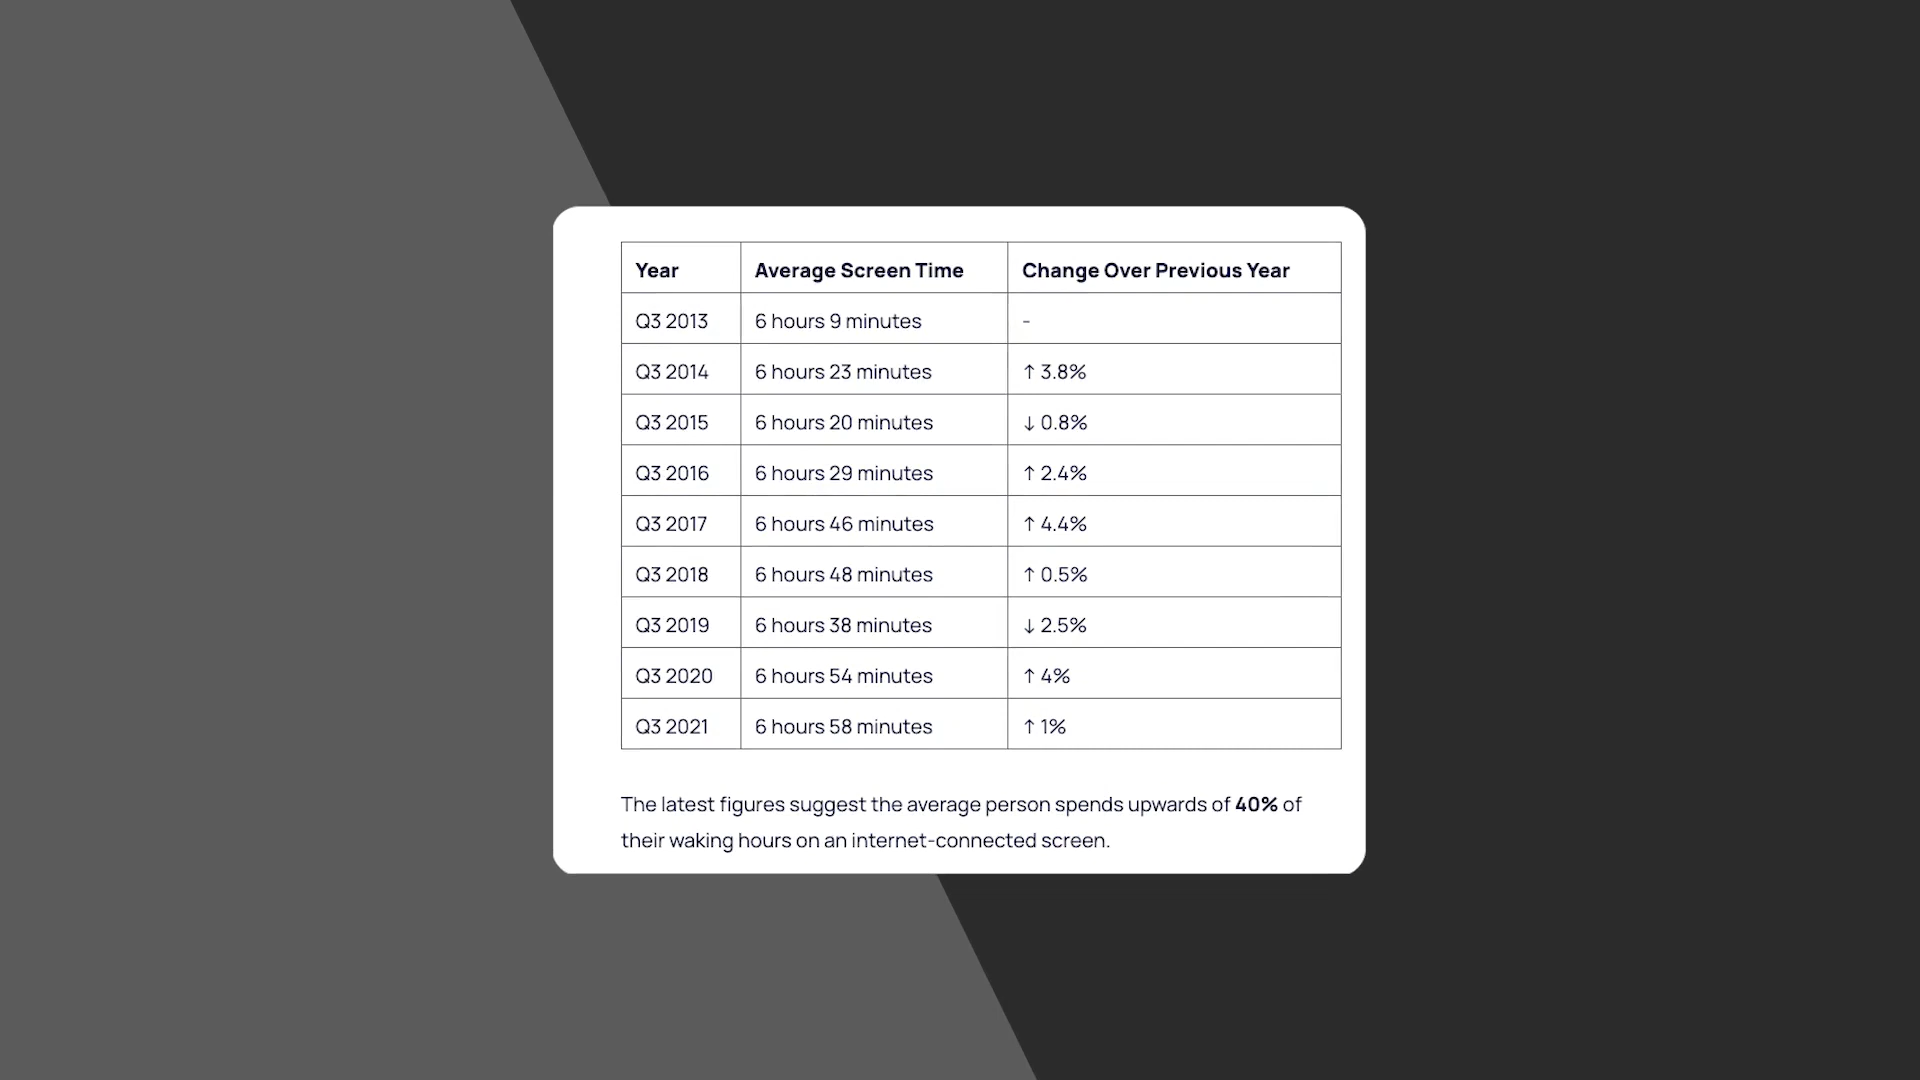 Year Average Screen Time Change Over Previous Year
Q3 2013 6 hours 9 minutes -
Q3 2014 6 hours 23 minutes ↑ 3.8%
Q3 2015 6 hours 20 minutes ↓ 0.8%
Q3 2016 6 hours 29 minutes ↑ 2.4%
Q3 2017 6 hours 46 minutes ↑ 4.4%
Q3 2018 6 hours 48 minutes ↑ 0.5%
Q3 2019 6 hours 38 minutes ↓ 2.5%
Q3 2020 6 hours 54 minutes ↑ 4%
Q3 2021 6 hours 58 minutes ↑ 1%
The latest figures suggest the average person spends upwards of 40% of
their waking hours on an internet-connected screen.